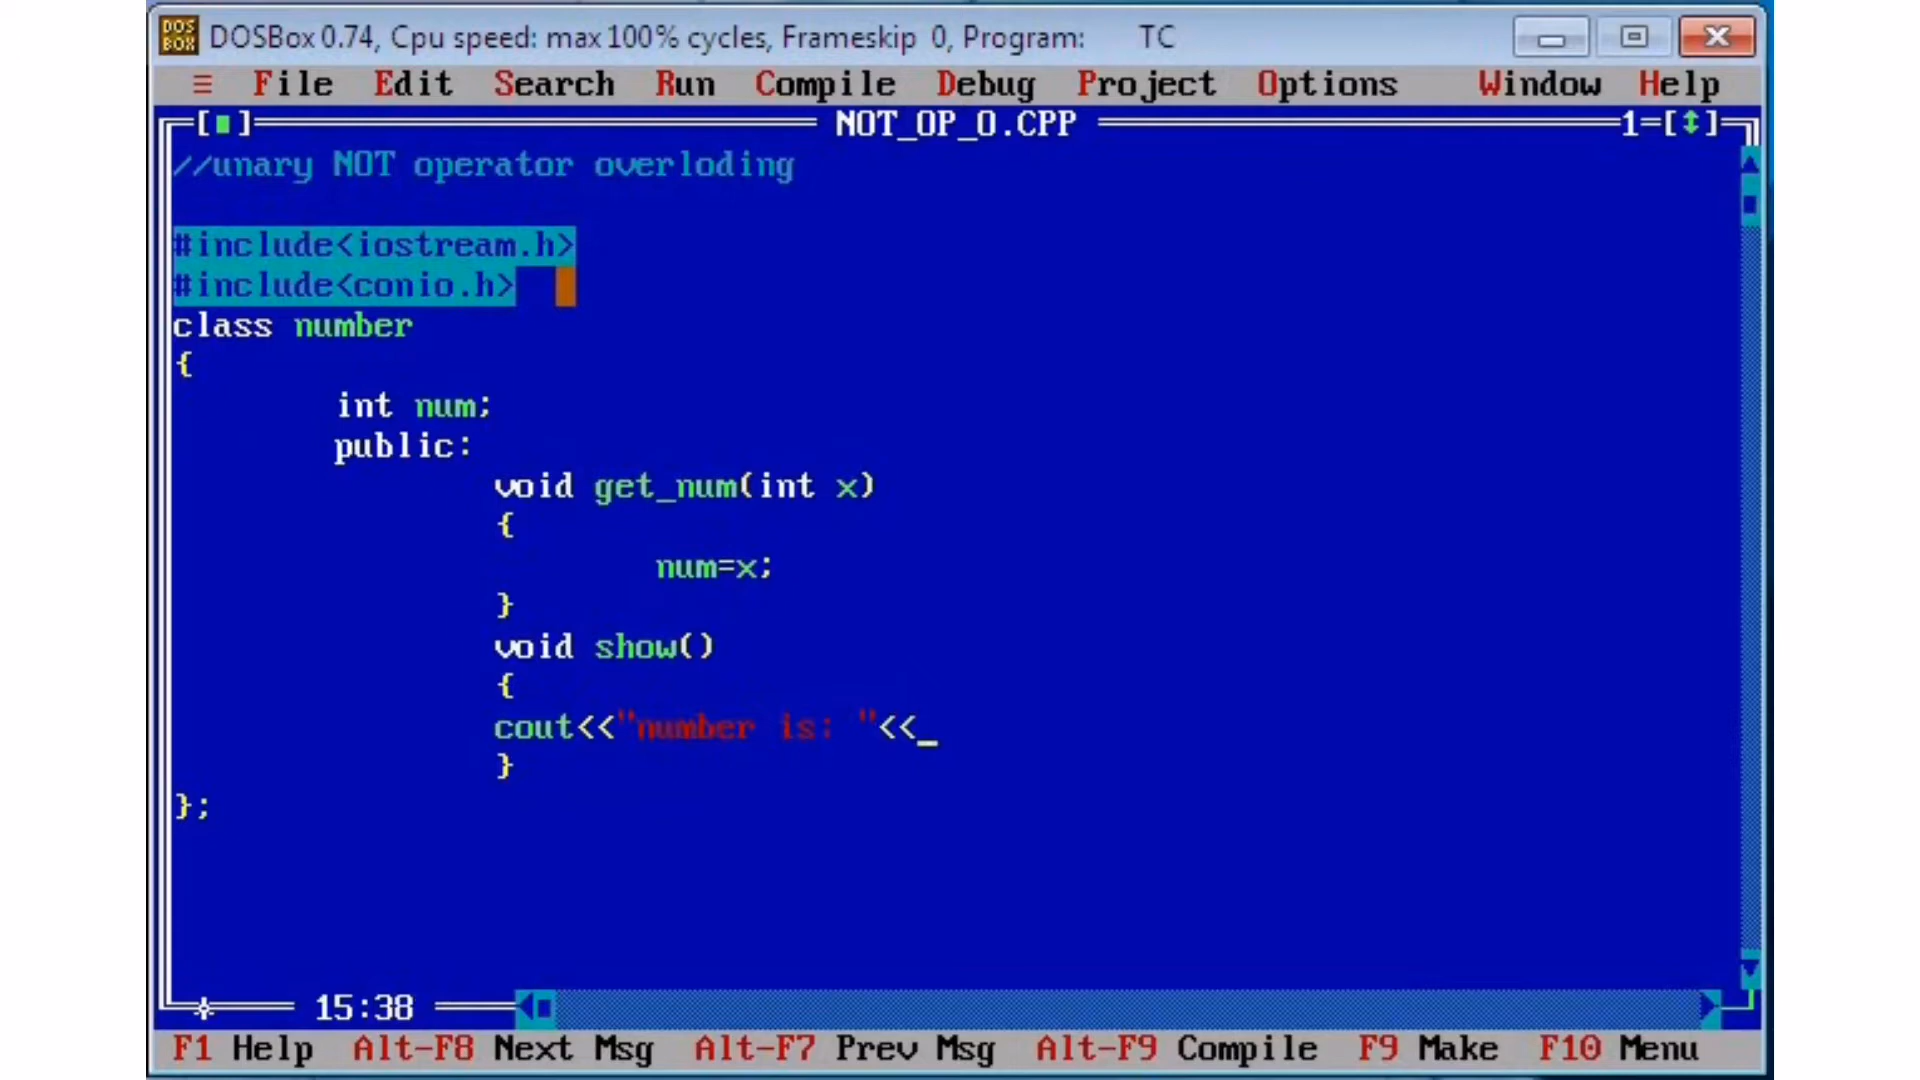 DOS BOX DOSBox 0.74, Cpu speed: max 100% cycles, Frameskip 0, Program: TC
≡ File Edit Search Run Compile Debug Project Options Window Help
[■] NOT_OP_O.CPP 1=[↕]
//unary NOT operator overloding
#include<iostream.h>
#include<conio.h>
class number
{
int num;
public:
void get_num(int x)
{
num=x;
}
void show()
{
cout<<"number is: "<<_
}
};
15:38
F1 Help Alt-F8 Next Msg Alt-F7 Prev Msg Alt-F9 Compile F9 Make F10 Menu